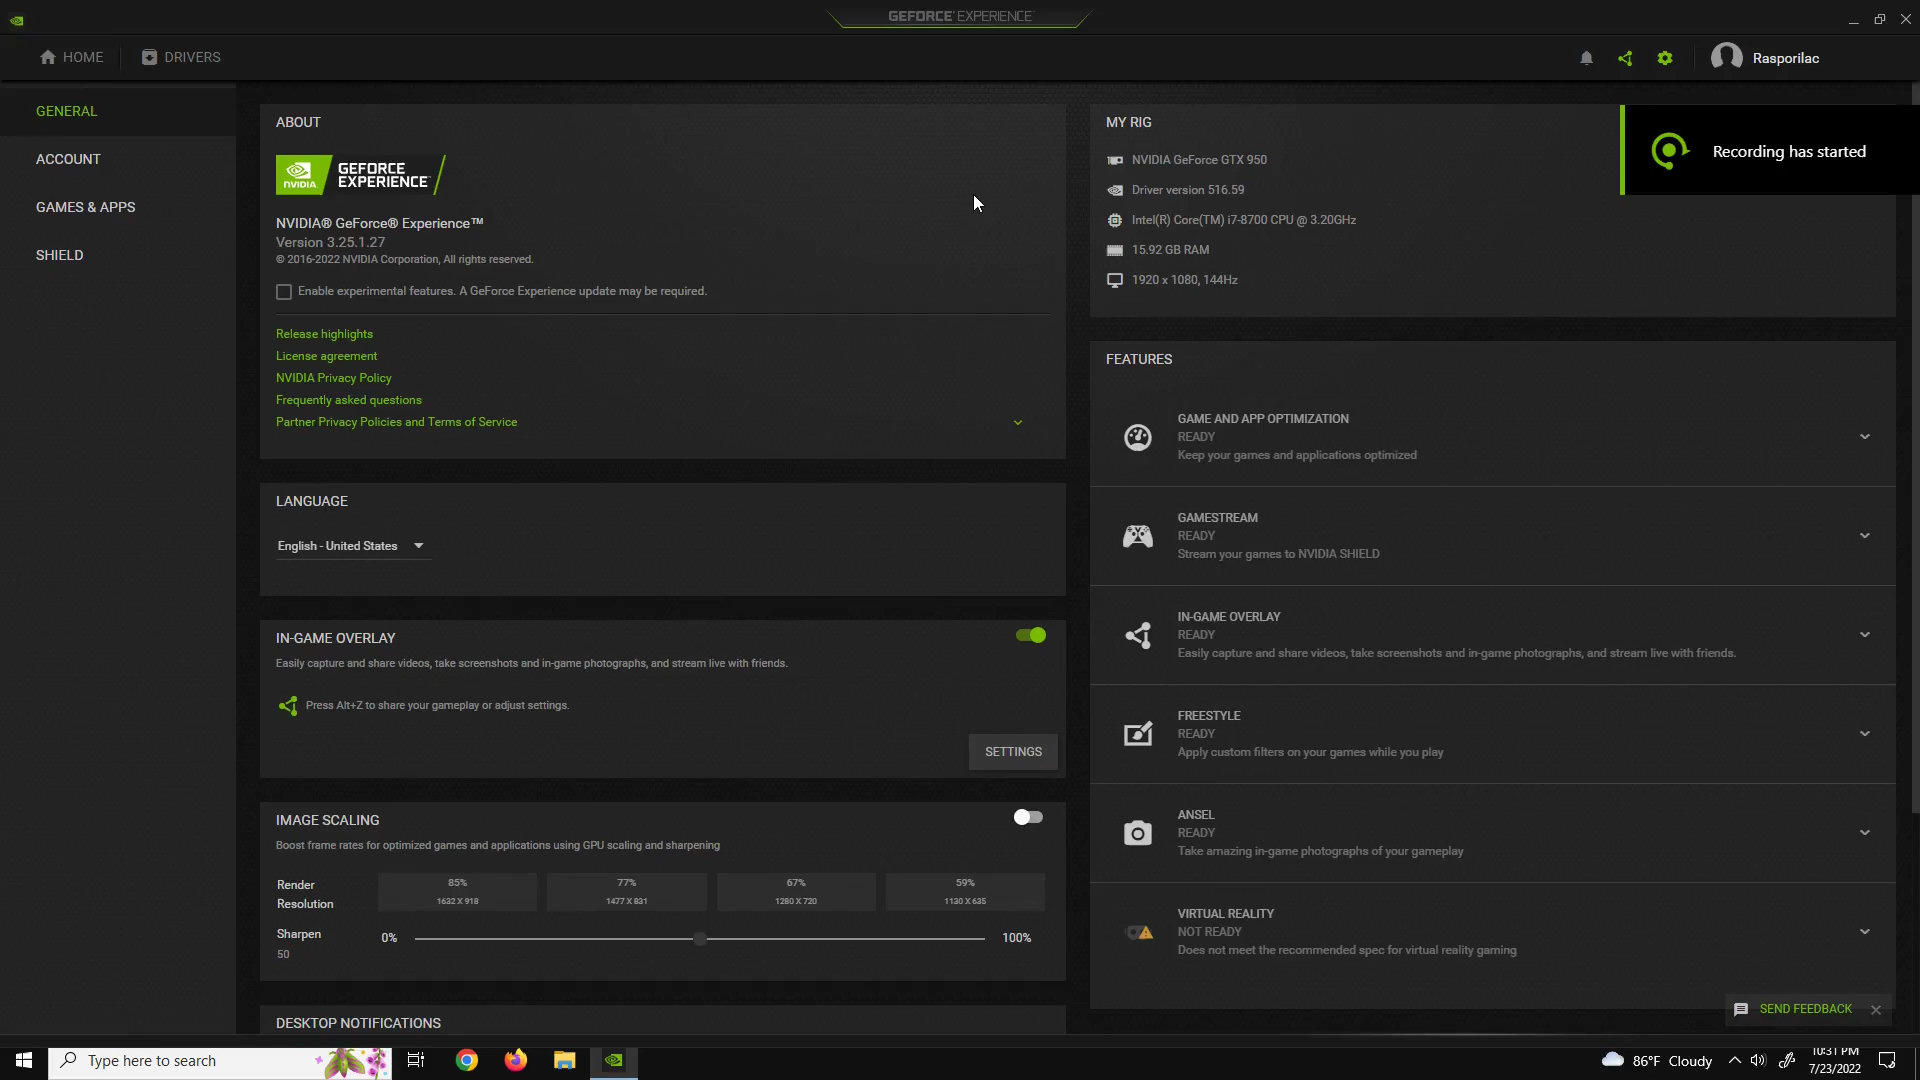 GEFORCE EXPERIENCE
HOME
DRIVERS
Rasporilac
GENERAL
ACCOUNT
GAMES & APPS
SHIELD
ABOUT
NVIDIA
GEFORCE
EXPERIENCE
NVIDIA® GeForce® Experience™
Version 3.25.1.27
© 2016-2022 NVIDIA Corporation, All rights reserved.
Enable experimental features. A GeForce Experience update may be required.
Release highlights
License agreement
NVIDIA Privacy Policy
Frequently asked questions
Partner Privacy Policies and Terms of Service
LANGUAGE
English - United States
IN-GAME OVERLAY
Easily capture and share videos, take screenshots and in-game photographs, and stream live with friends.
Press Alt+Z to share your gameplay or adjust settings.
SETTINGS
IMAGE SCALING
Boost frame rates for optimized games and applications using GPU scaling and sharpening
Render
Resolution
85%
1632 X 918
77%
1477 X 831
67%
1280 X 720
59%
1130 X 635
Sharpen
50
0%
100%
DESKTOP NOTIFICATIONS
MY RIG
NVIDIA GeForce GTX 950
Driver version 516.59
Intel(R) Core(TM) i7-8700 CPU @ 3.20GHz
15.92 GB RAM
1920 x 1080, 144Hz
Recording has started
FEATURES
GAME AND APP OPTIMIZATION
READY
Keep your games and applications optimized
GAMESTREAM
READY
Stream your games to NVIDIA SHIELD
IN-GAME OVERLAY
READY
Easily capture and share videos, take screenshots and in-game photographs, and stream live with friends.
FREESTYLE
READY
Apply custom filters on your games while you play
ANSEL
READY
Take amazing in-game photographs of your gameplay
VIRTUAL REALITY
NOT READY
Does not meet the recommended spec for virtual reality gaming
SEND FEEDBACK
Type here to search
86°F Cloudy
10:31 PM
7/23/2022